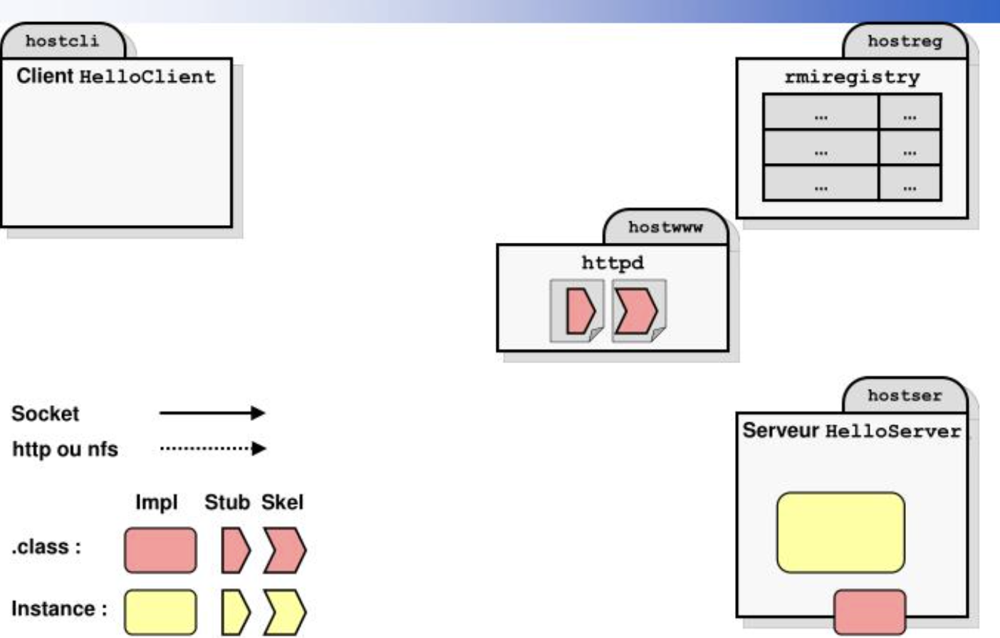 hostcli
Client HelloClient
hostreg
rmiregistry
... ...
... ...
... ...
hostwww
httpd
Socket
http ou nfs
hostser
Serveur HelloServer
Impl Stub Skel
.class :
Instance :